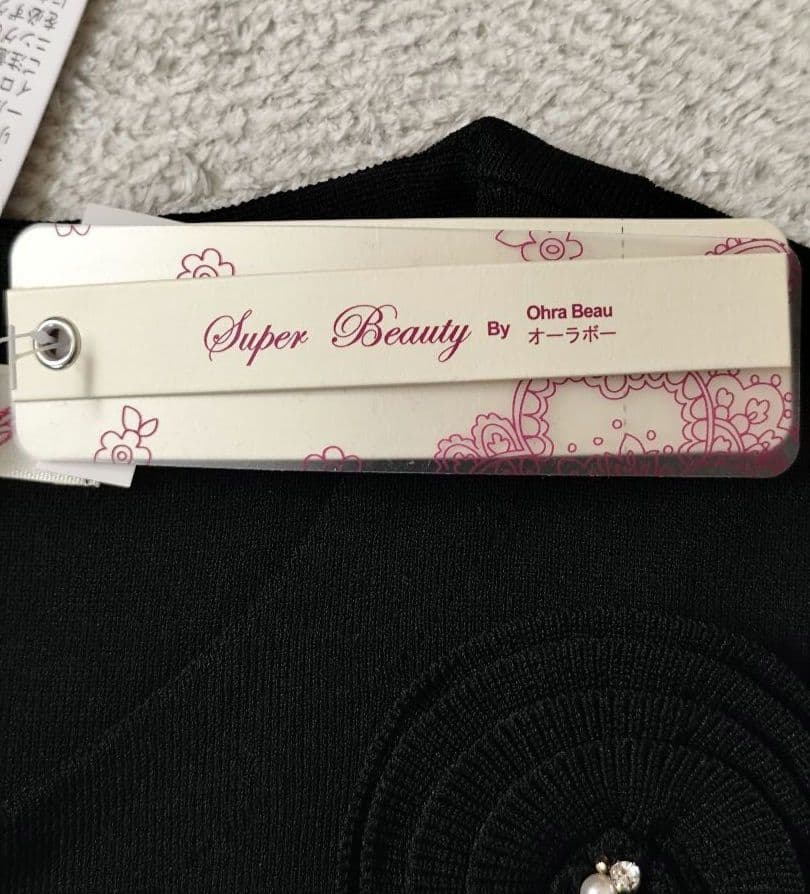 Super Beauty By
Ohra Beau
オーラボー